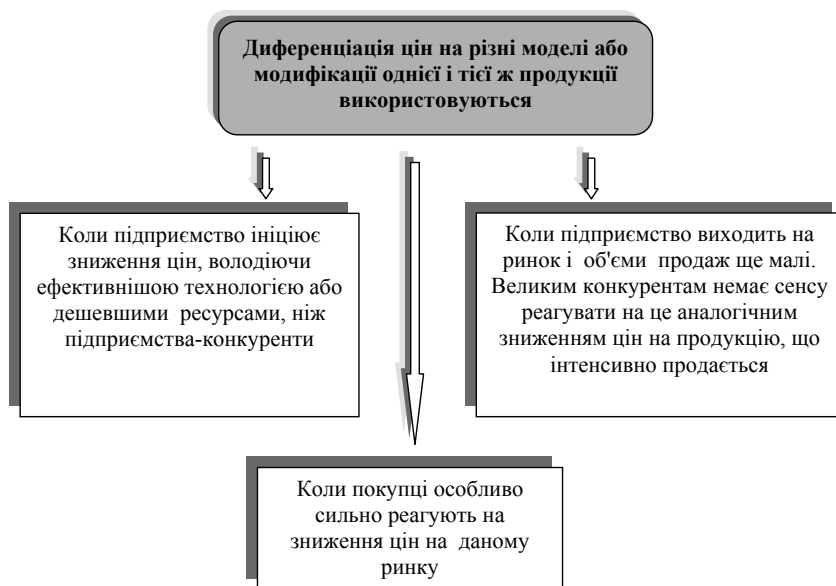 Диференціація цін на різні моделі або
модифікації однієї і тієї ж продукції
використовуються
Коли підприємство ініціює
зниження цін, володіючи
ефективнішою технологією або
дешевшими ресурсами, ніж
підприємства-конкуренти
Коли підприємство виходить на
ринок і об'єми продаж ще малі.
Великим конкурентам немає сенсу
реагувати на це аналогічним
зниженням цін на продукцію, що
інтенсивно продається
Коли покупці особливо
сильно реагують на
зниження цін на даному
ринку